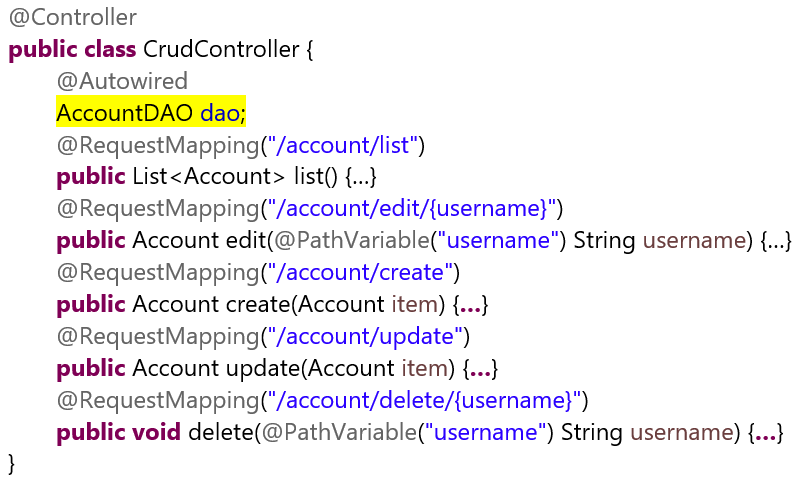 @Controller
public class CrudController {
@Autowired
AccountDAO dao;
@RequestMapping("/account/list")
public List<Account> list() {…}
@RequestMapping("/account/edit/{username}")
public Account edit(@PathVariable("username") String username) {…}
@RequestMapping("/account/create")
public Account create(Account item) {…}
@RequestMapping("/account/update")
public Account update(Account item) {…}
@RequestMapping("/account/delete/{username}")
public void delete(@PathVariable("username") String username) {…}
}